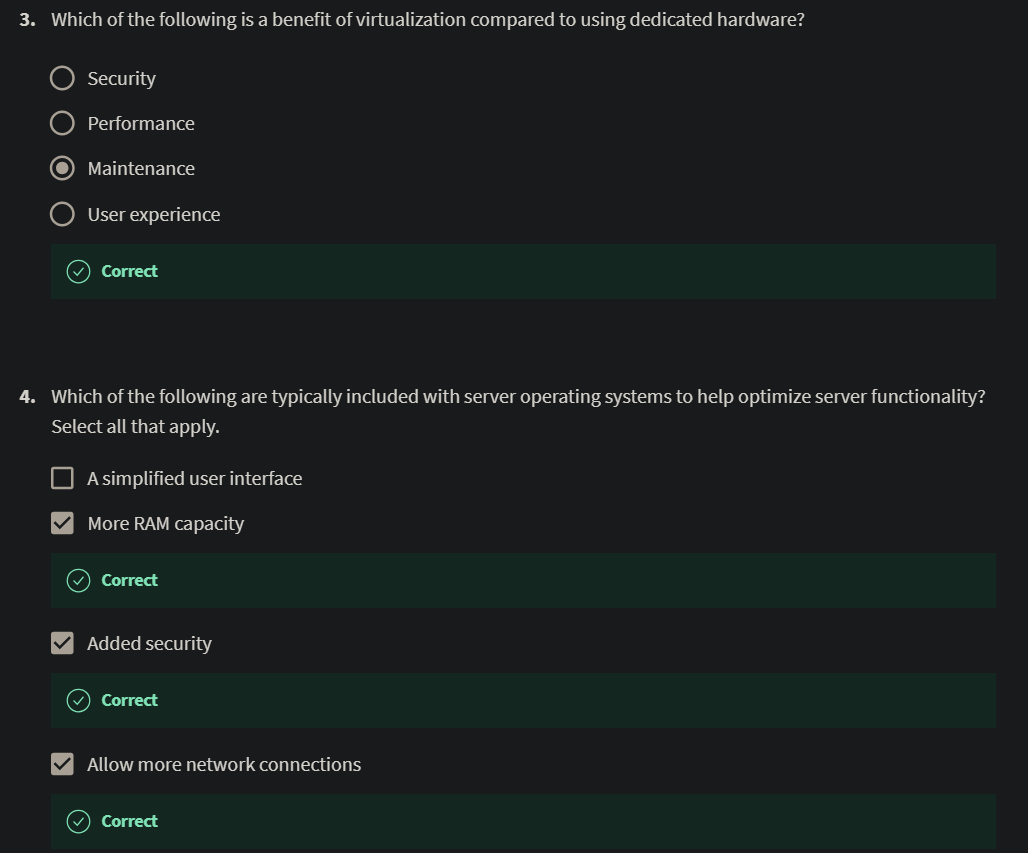 3. Which of the following is a benefit of virtualization compared to using dedicated hardware?
Security
Performance
Maintenance
User experience
Correct
4. Which of the following are typically included with server operating systems to help optimize server functionality?
Select all that apply.
A simplified user interface
More RAM capacity
Correct
Added security
Correct
Allow more network connections
Correct